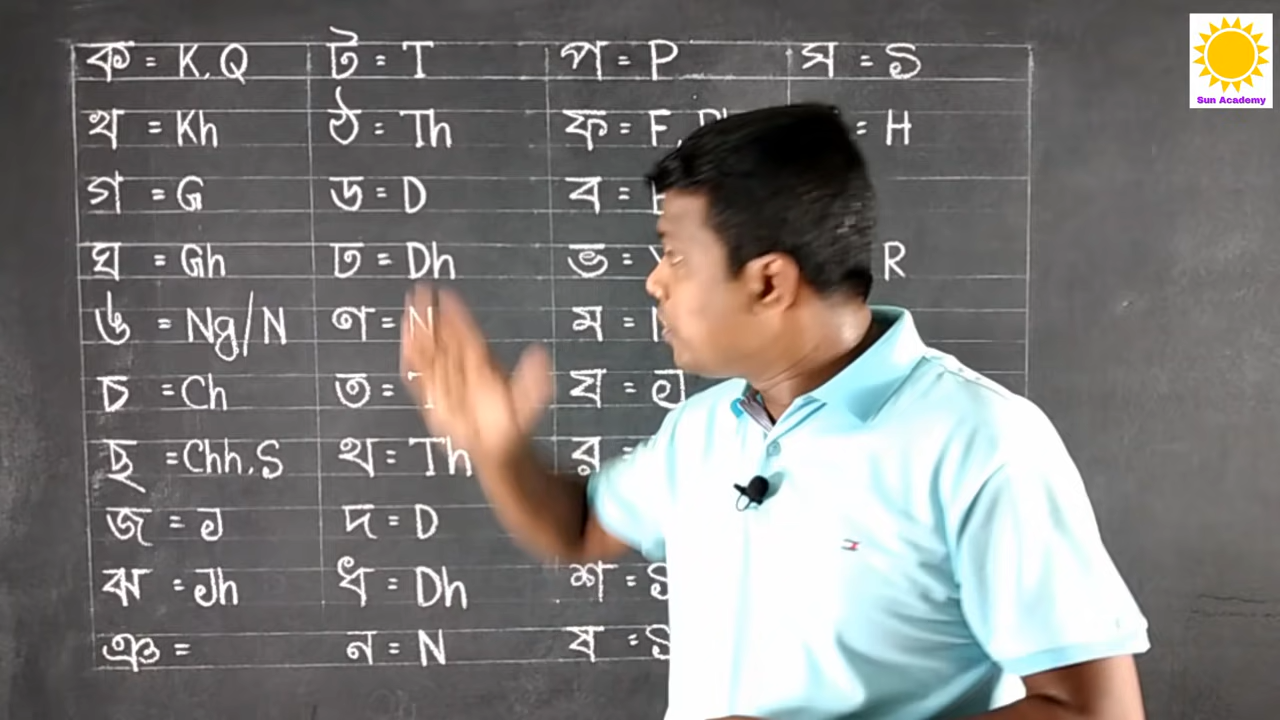 ক = K, Q ট = T প = P স = S
খ = Kh ঠ = Th ফ = F, = H
গ = G ড = D ব =
ঘ = Gh ঢ = Dh ভ = R
ঙ = Ng/N ণ = N ম =
চ = Ch ত = য = J
ছ = Chh, S থ = Th র =
জ = J দ = D
ঝ = Jh ধ = Dh শ = S
ঞ = ন = N ষ = S
Sun Academy